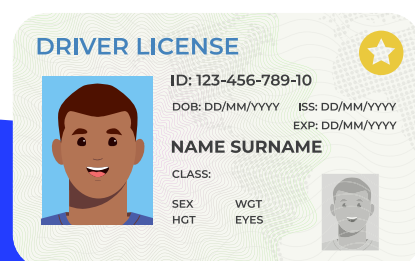 DRIVER LICENSE
ID: 123-456-789-10
DOB: DD/MM/YYYY ISS: DD/MM/YYYY
EXP: DD/MM/YYYY
NAME SURNAME
CLASS:
SEX WGT
HGT EYES